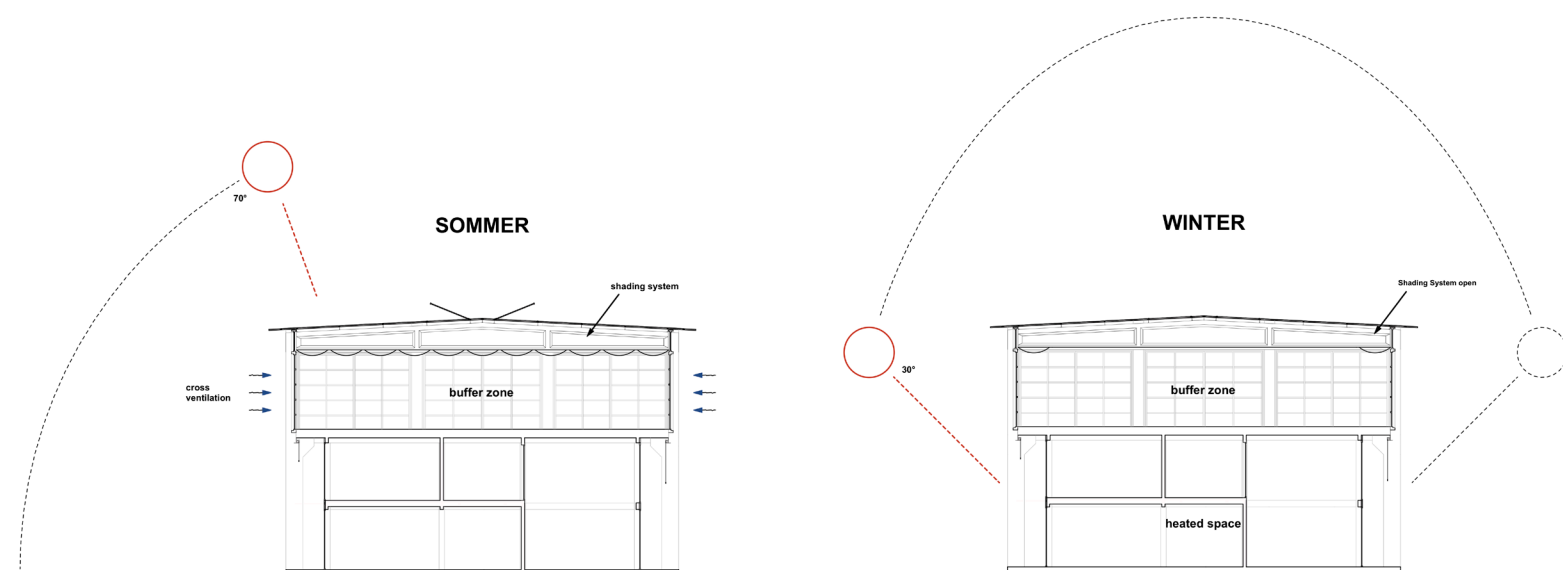 70°
SOMMER
shading system
cross
ventilation
buffer zone
WINTER
Shading System open
30°
buffer zone
heated space